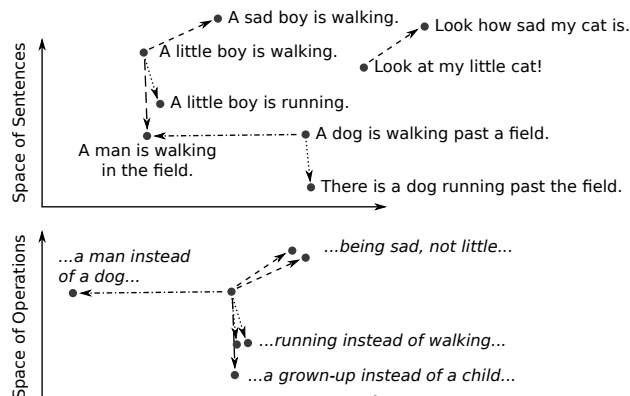 A sad boy is walking.
Look how sad my cat is.
A little boy is walking.
Look at my little cat!
A little boy is running.
A dog is walking past a field.
A man is walking
in the field.
There is a dog running past the field.
Space of Sentences
...a man instead
of a dog...
...being sad, not little...
...running instead of walking...
...a grown-up instead of a child...
Space of Operations